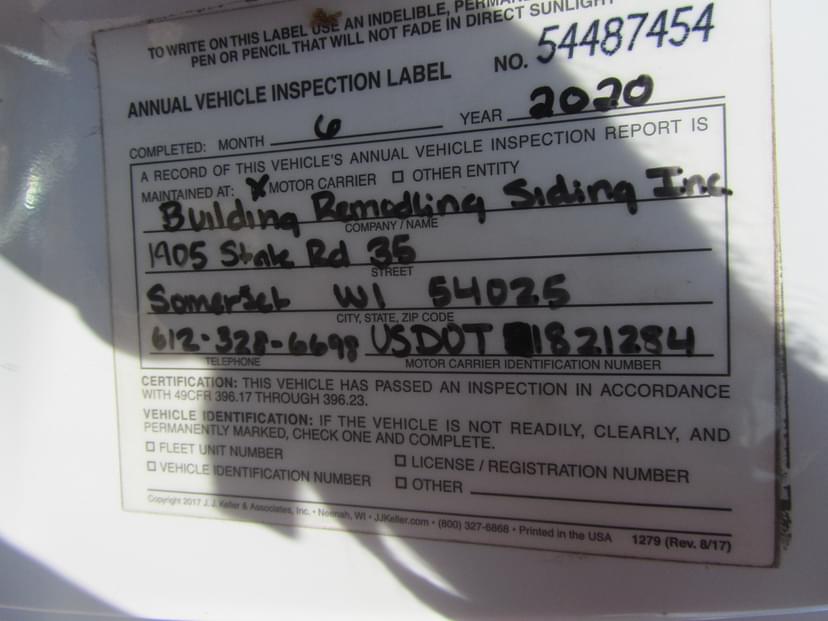 TO WRITE ON THIS LABEL USE AN INDELIBLE, PERMANENT
PEN OR PENCIL THAT WILL NOT FADE IN DIRECT SUNLIGHT
NO. 54487454
ANNUAL VEHICLE INSPECTION LABEL
COMPLETED: MONTH 6 YEAR 2020
A RECORD OF THIS VEHICLE'S ANNUAL VEHICLE INSPECTION REPORT IS
MAINTAINED AT: X MOTOR CARRIER ☐ OTHER ENTITY
Building Remodling Siding Inc.
COMPANY / NAME
1905 State Rd 35
STREET
Somerset WI 54025
CITY, STATE, ZIP CODE
612-328-6698 USDOT 1821284
TELEPHONE MOTOR CARRIER IDENTIFICATION NUMBER
CERTIFICATION: THIS VEHICLE HAS PASSED AN INSPECTION IN ACCORDANCE
WITH 49CFR 396.17 THROUGH 396.23.
VEHICLE IDENTIFICATION: IF THE VEHICLE IS NOT READILY, CLEARLY, AND
PERMANENTLY MARKED, CHECK ONE AND COMPLETE.
☐ FLEET UNIT NUMBER ☐ LICENSE / REGISTRATION NUMBER
☐ VEHICLE IDENTIFICATION NUMBER ☐ OTHER
Copyright 2017 J. J. Keller & Associates, Inc. • Neenah, WI • JJKeller.com • (800) 327-6868 • Printed in the USA 1279 (Rev. 8/17)